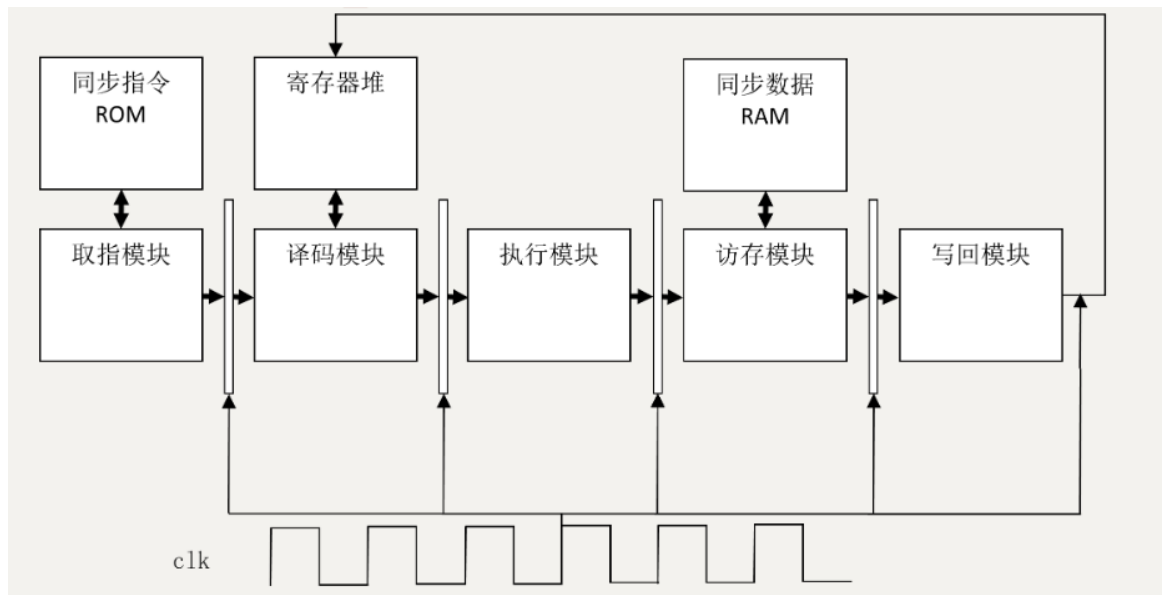 同步指令
ROM
寄存器堆
同步数据
RAM
取指模块
译码模块
执行模块
访存模块
写回模块
clk